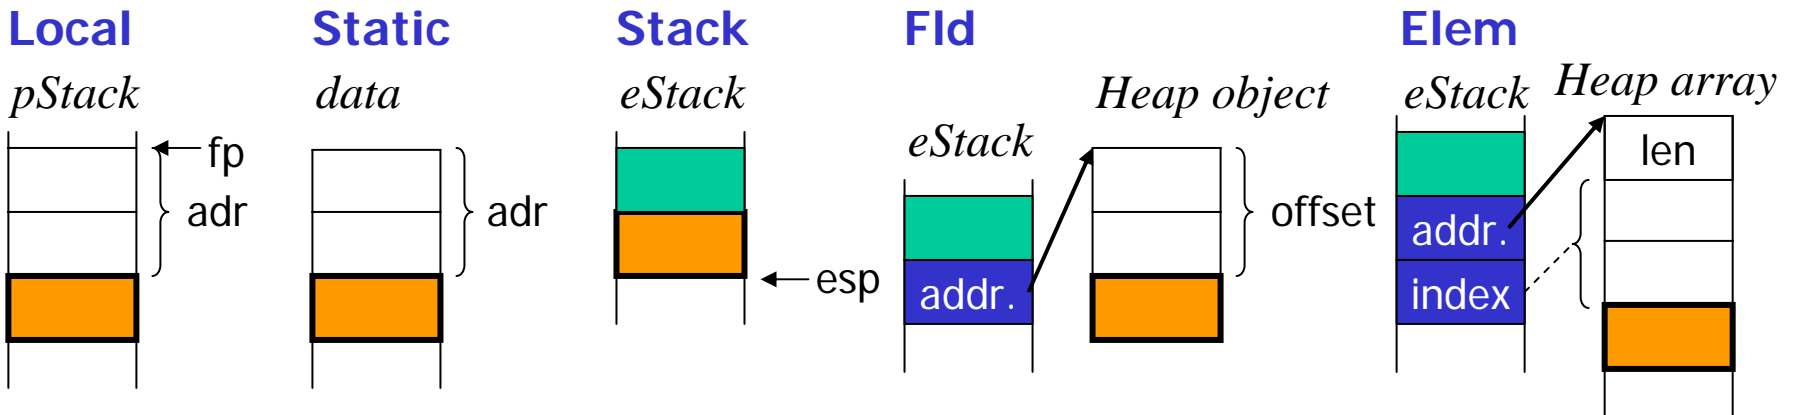 Local
pStack
fp
adr
Static
data
adr
Stack
eStack
esp
Fld
eStack
addr.
Heap object
offset
Elem
eStack
addr.
index
Heap array
len